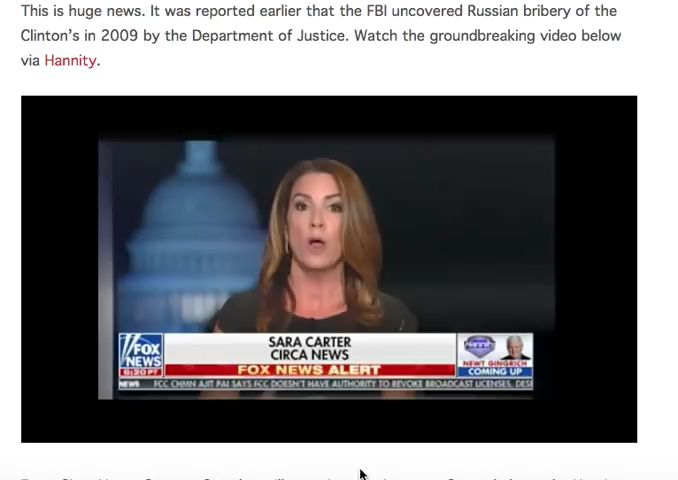 This is huge news. It was reported earlier that the FBI uncovered Russian bribery of the
Clinton's in 2009 by the Department of Justice. Watch the groundbreaking video below
via Hannity.
SARA CARTER
CIRCA NEWS
FOX
NEWS
6:20 PT
FOX NEWS ALERT
Hannity
NEWT GINGRICH
COMING UP
NEWS FCC CHMN AJIT PAI SAYS FCC DOESN'T HAVE AUTHORITY TO REVOKE BROADCAST LICENSES, DESP